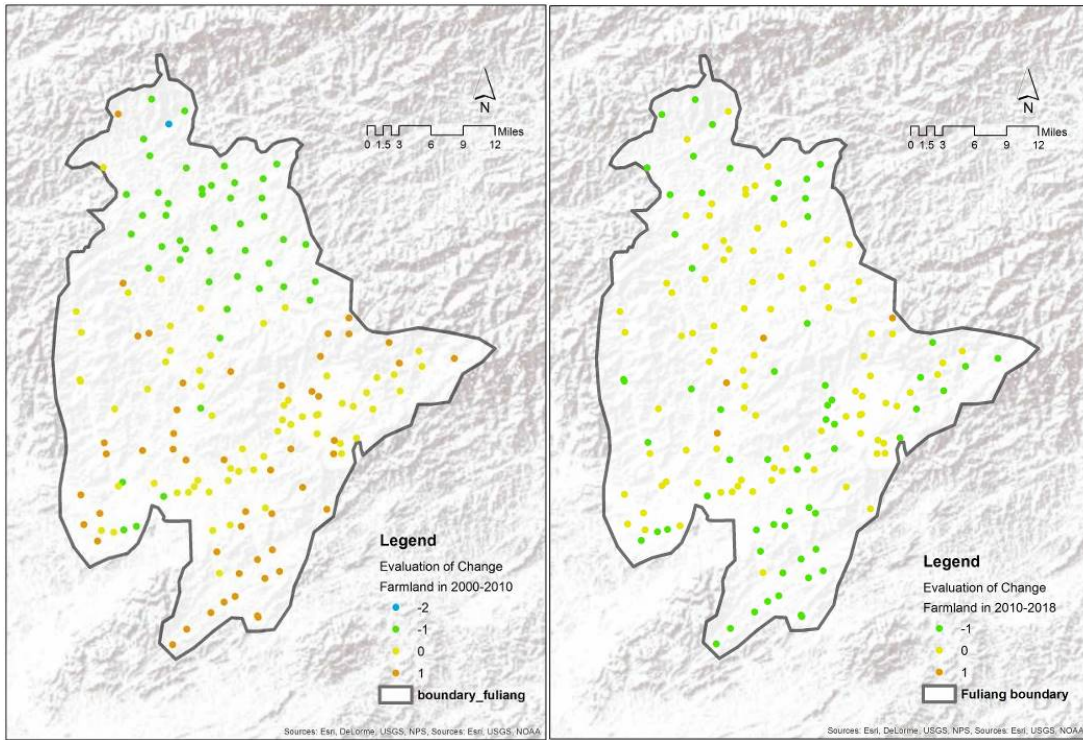 N
Miles
0 1.5 3 6 9 12
Legend
Evaluation of Change
Farmland in 2000-2010
-2
-1
0
1
boundary_fuliang
Sources: Esri, DeLorme, USGS, NPS, Sources: Esri, USGS, NOAA
N
Miles
0 1.5 3 6 9 12
Legend
Evaluation of Change
Farmland in 2010-2018
-1
0
1
Fuliang boundary
Sources: Esri, DeLorme, USGS, NPS, Sources: Esri, USGS, NOAA